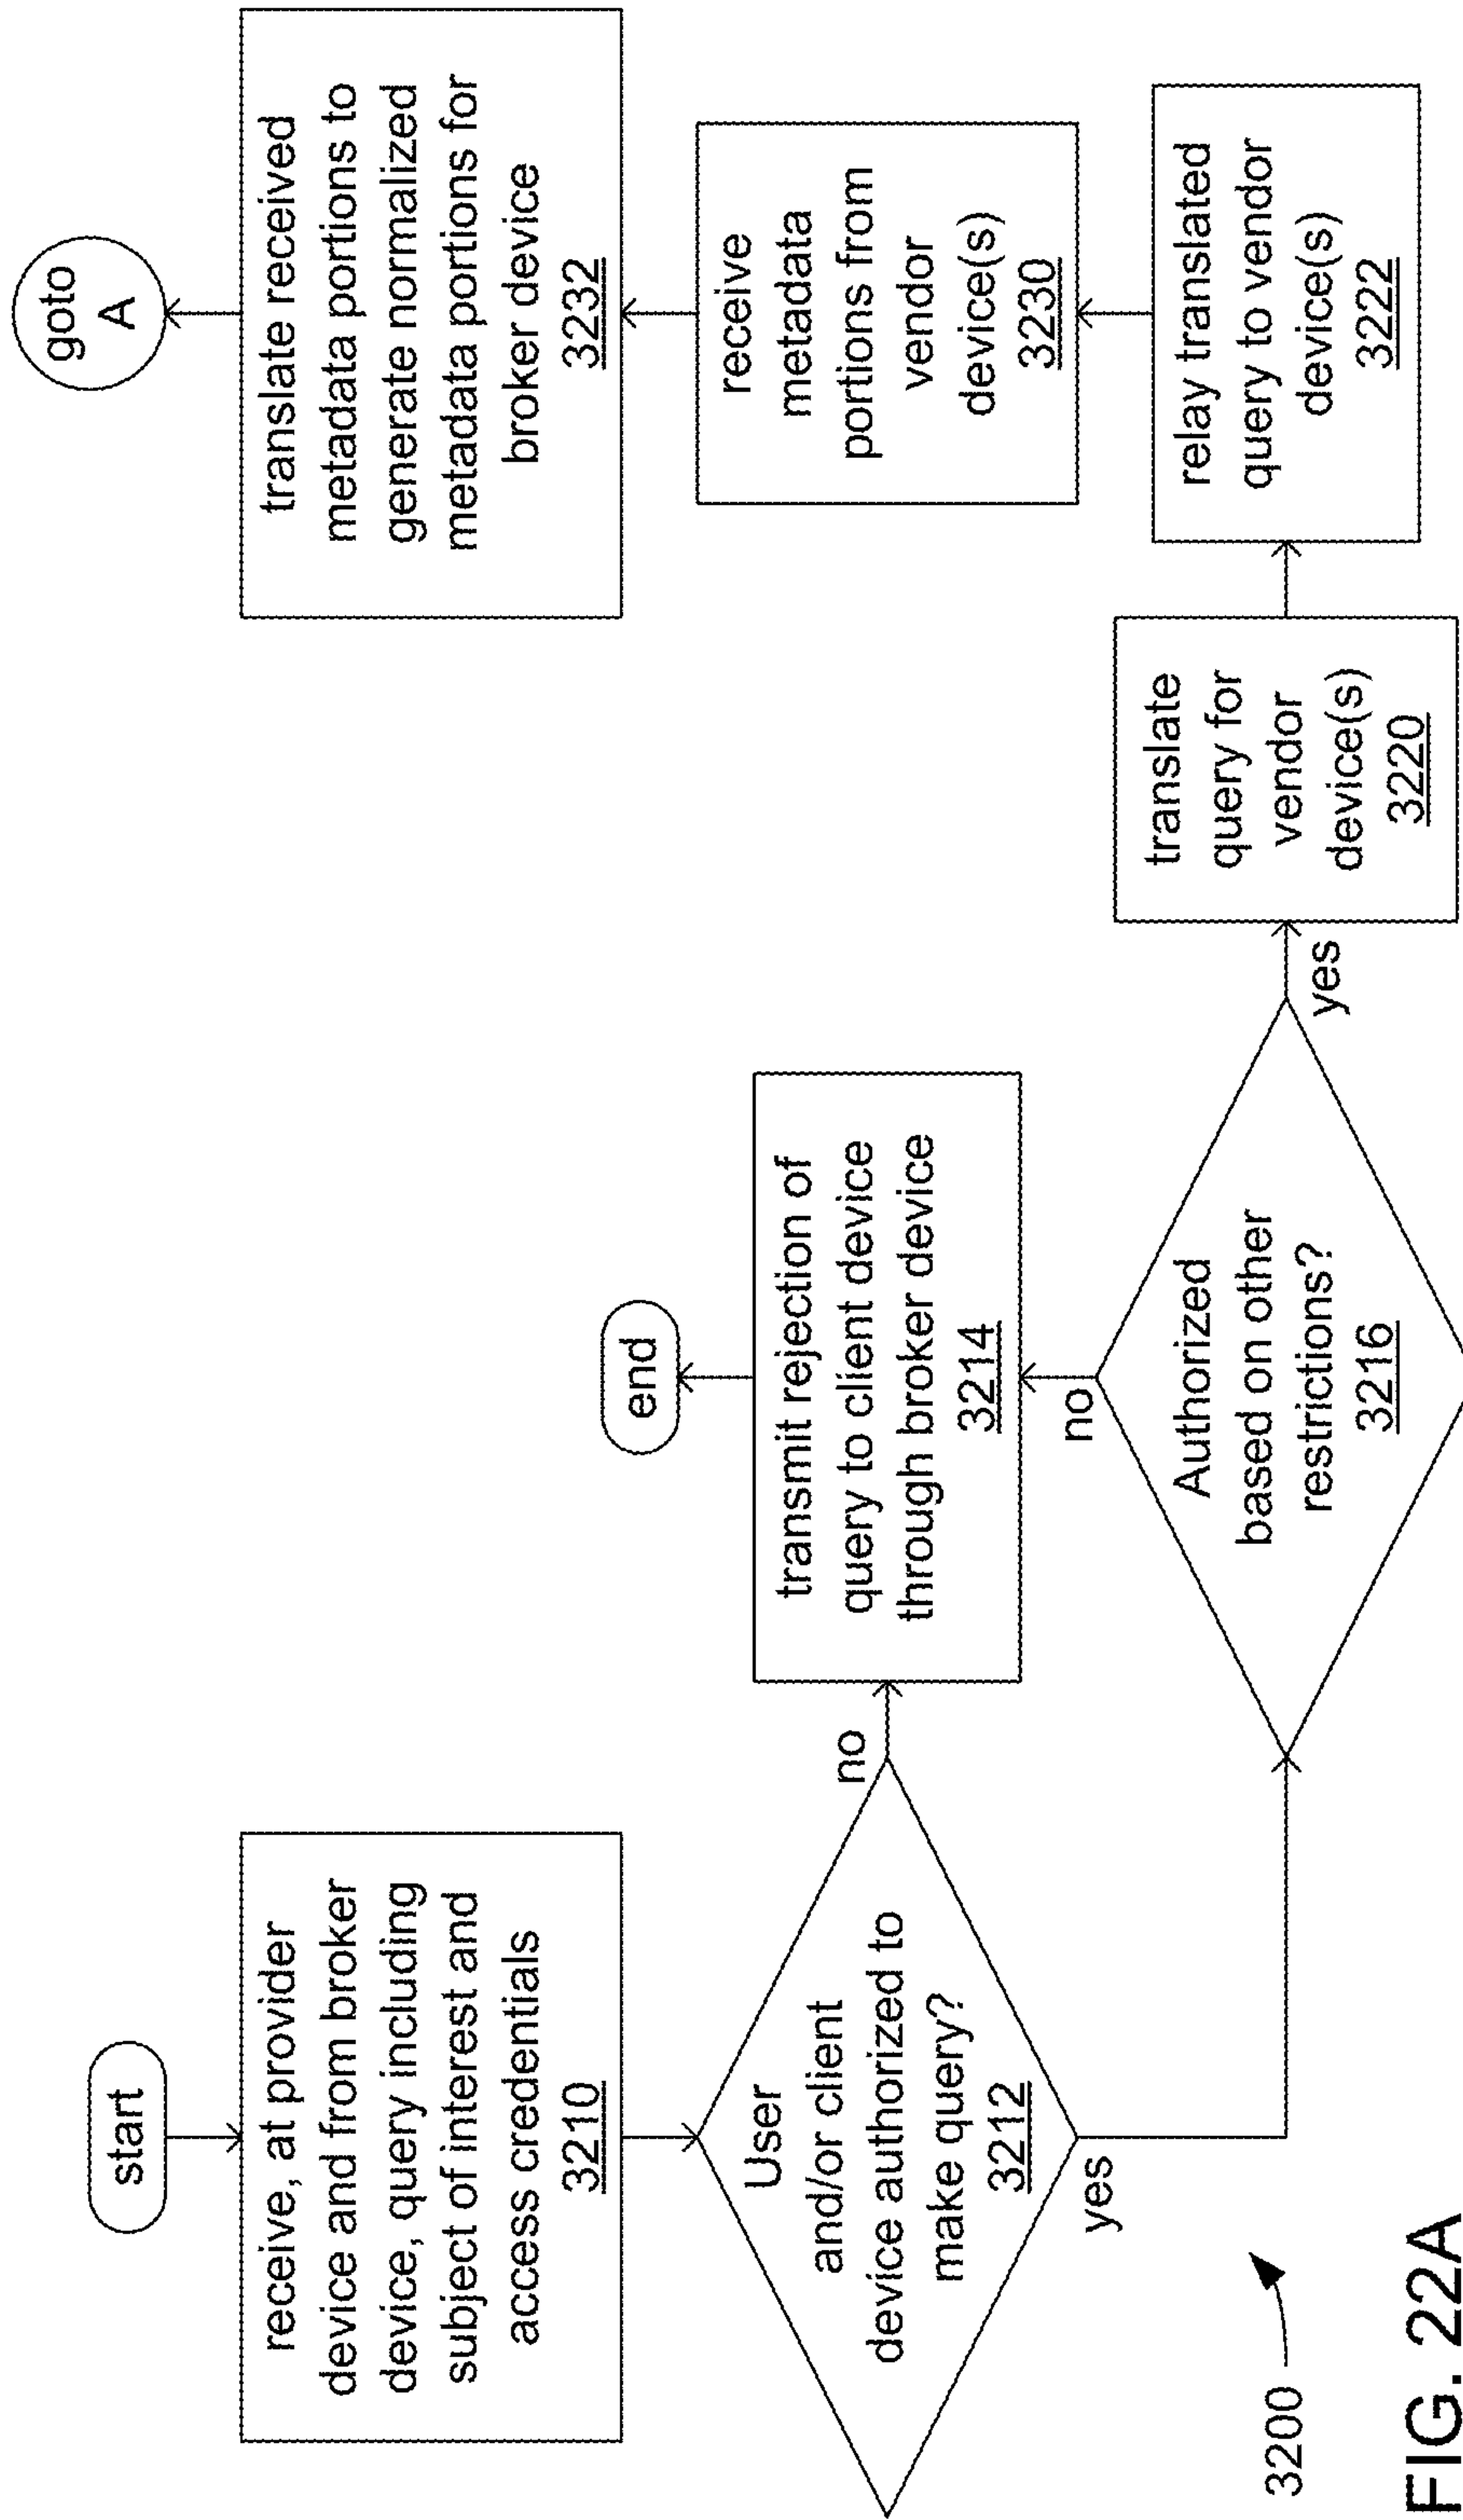 start
receive, at provider
device and from broker
device, query including
subject of interest and
access credentials
3210
User
and/or client
device authorized to
make query?
3212
no
yes
end
transmit rejection of
query to client device
through broker device
3214
no
Authorized
based on other
restrictions?
3216
yes
translate
query for
vendor
device(s)
3220
relay translated
query to vendor
device(s)
3222
receive
metadata
portions from
vendor
device(s)
3230
translate received
metadata portions to
generate normalized
metadata portions for
broker device
3232
goto
A
3200
FIG. 22A